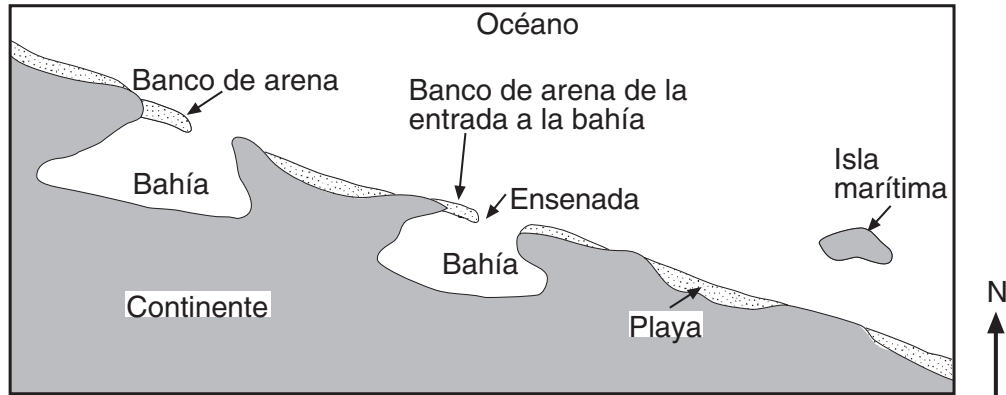 Océano
Banco de arena
Banco de arena de la
entrada a la bahía
Isla
marítima
Bahía
Ensenada
Bahía
Continente
Playa
N